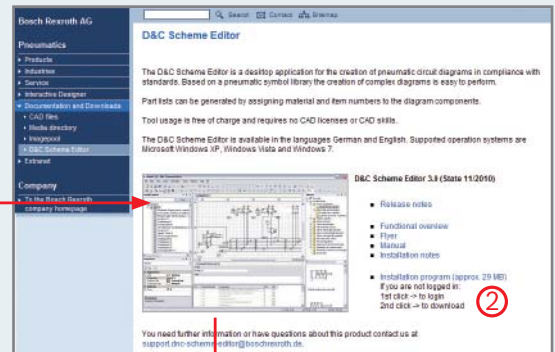 Bosch Rexroth AG
Pneumatics
Products
Industries
Service
Interactive Designer
Documentation and Downloads
CAD files
Media directory
Imagepool
D&C Scheme Editor
Extranet
Company
To the Bosch Rexroth
company homepage
Search Contact Sitemap
D&C Scheme Editor
The D&C Scheme Editor is a desktop application for the creation of pneumatic circuit diagrams in compliance with
standards. Based on a pneumatic symbol library the creation of complex diagrams is easy to perform.
Part lists can be generated by assigning material and item numbers to the diagram components.
Tool usage is free of charge and requires no CAD licenses or CAD skills.
The D&C Scheme Editor is available in the languages German and English. Supported operation systems are
Microsoft Windows XP, Windows Vista and Windows 7.
D&C Scheme Editor 3.8 (State 11/2010)
Release notes
Functional overview
Flyer
Manual
Installation notes
Installation program (approx. 29 MB)
If you are not logged in:
1st click -> to login
2nd click -> to download
2
You need further information or have questions about this product contact us at
support.dnc-schemeeditor@boschrexroth.de.